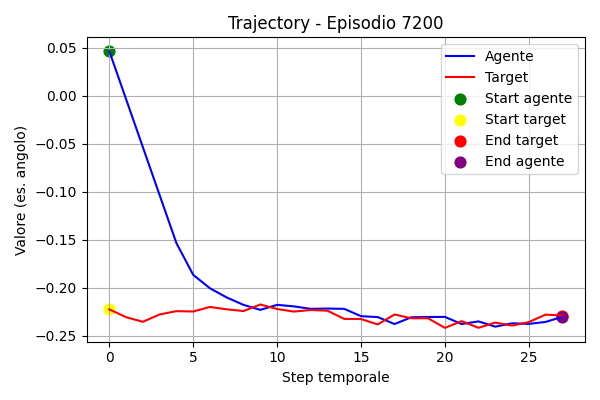 Trajectory - Episodio 7200
Agente
Target
Start agente
Start target
End target
End agente
Valore (es. angolo)
0.05
0.00
−0.05
−0.10
−0.15
−0.20
−0.25
0 5 10 15 20 25
Step temporale